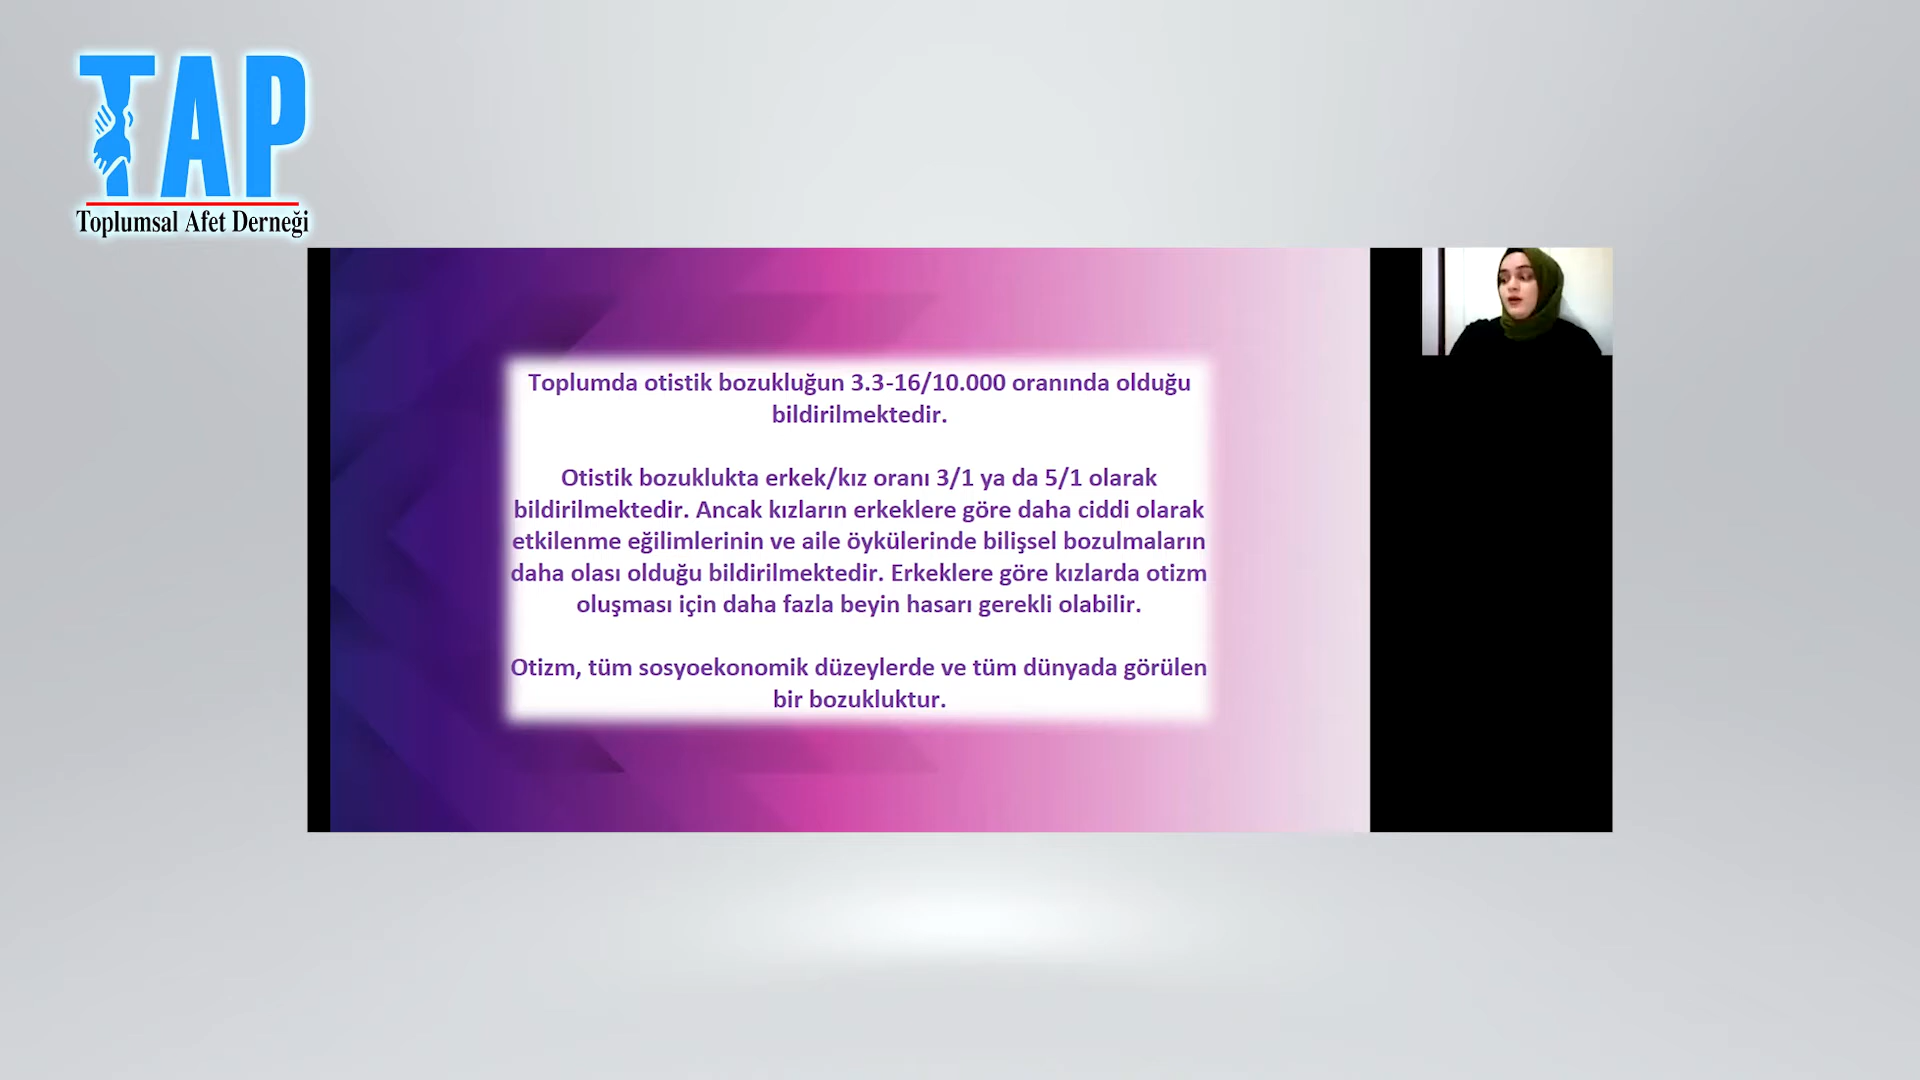 TAP
Toplumsal Afet Derneği
Toplumda otistik bozukluğun 3.3-16/10.000 oranında olduğu
bildirilmektedir.
Otistik bozuklukta erkek/kız oranı 3/1 ya da 5/1 olarak
bildirilmektedir. Ancak kızların erkeklere göre daha ciddi olarak
etkilenme eğilimlerinin ve aile öykülerinde bilişsel bozulmaların
daha olası olduğu bildirilmektedir. Erkeklere göre kızlarda otizm
oluşması için daha fazla beyin hasarı gerekli olabilir.
Otizm, tüm sosyoekonomik düzeylerde ve tüm dünyada görülen
bir bozukluktur.